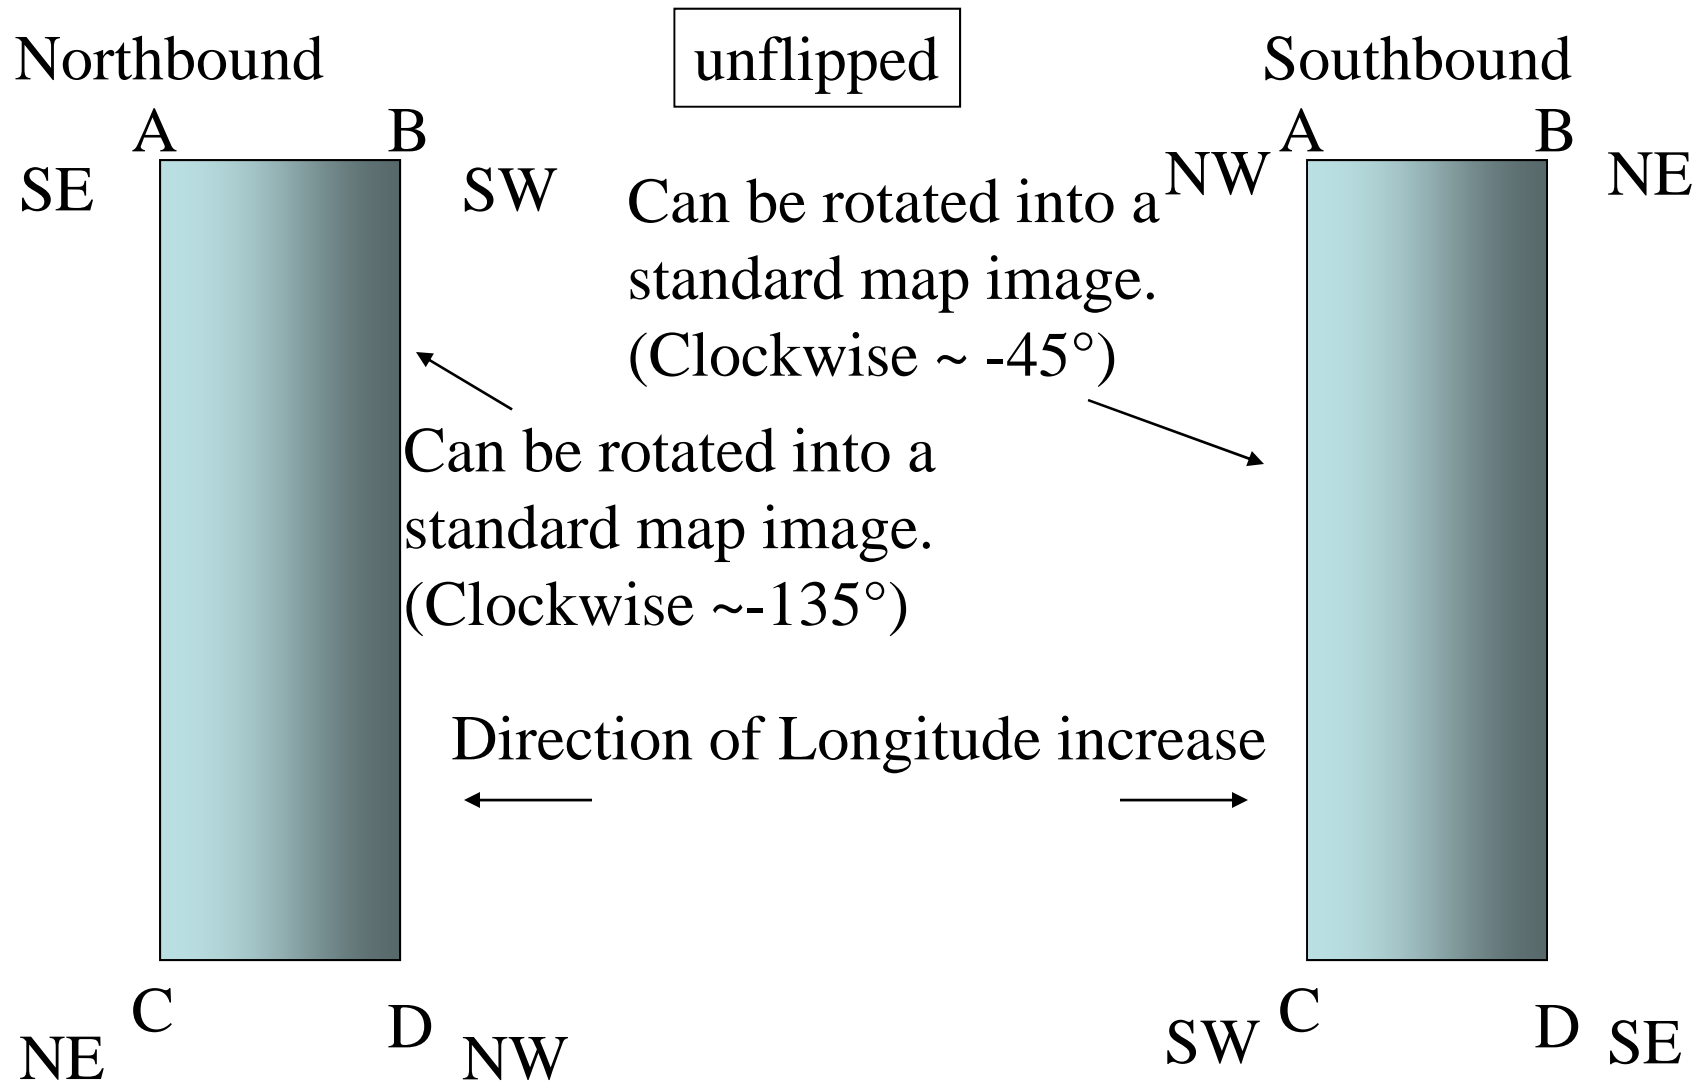 Northbound
unflipped
Southbound
A
B
A
B
SE
SW
NW
NE
Can be rotated into a
standard map image.
(Clockwise ~ -45°)
Can be rotated into a
standard map image.
(Clockwise ~-135°)
Direction of Longitude increase
C
D
C
D
NE
NW
SW
SE